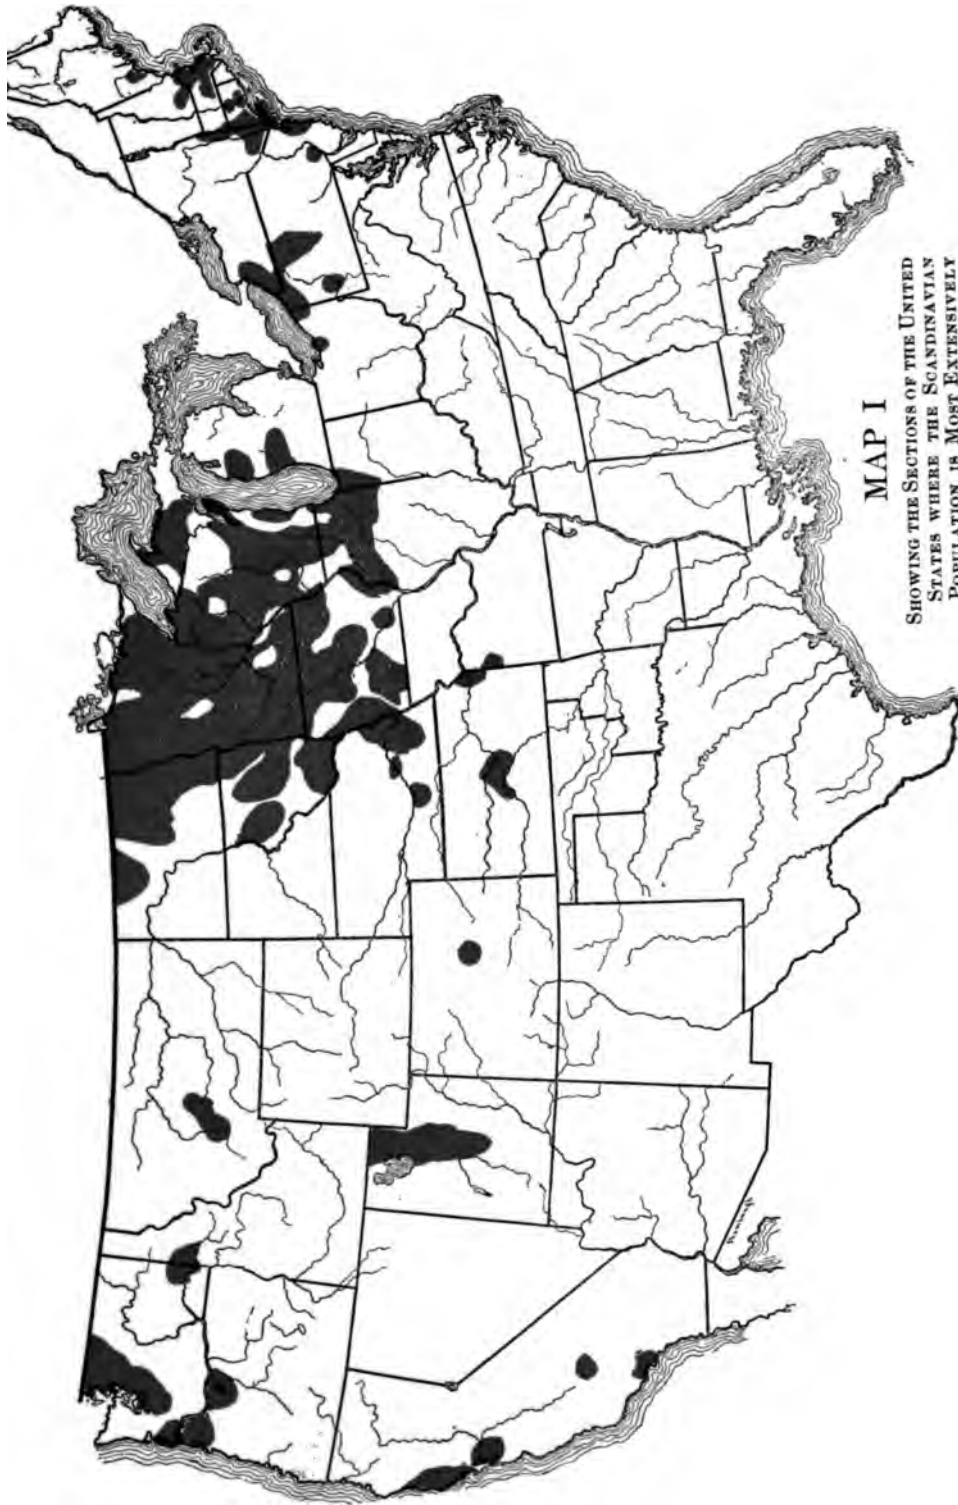 MAP I
SHOWING THE SECTIONS OF THE UNITED
STATES WHERE THE SCANDINAVIAN
POPULATION IS MOST EXTENSIVELY